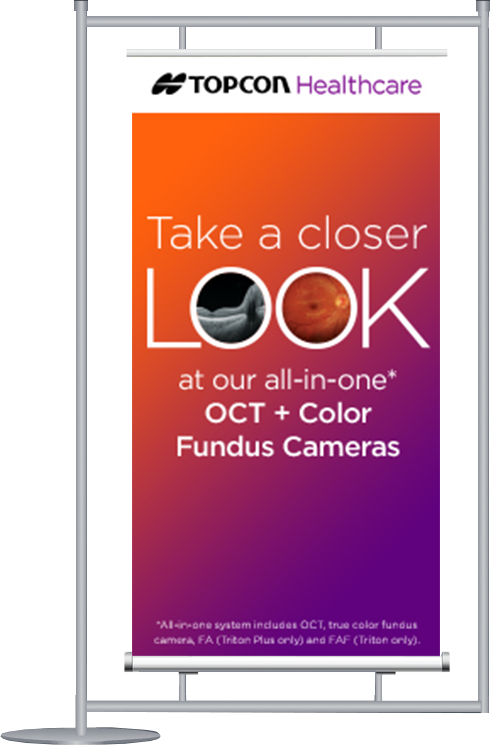 TOPCON Healthcare
Take a closer
LOOK
at our all-in-one*
OCT + Color
Fundus Cameras
*All-in-one system includes OCT, true color fundus
camera, FA (Triton Plus only) and FAF (Triton only).